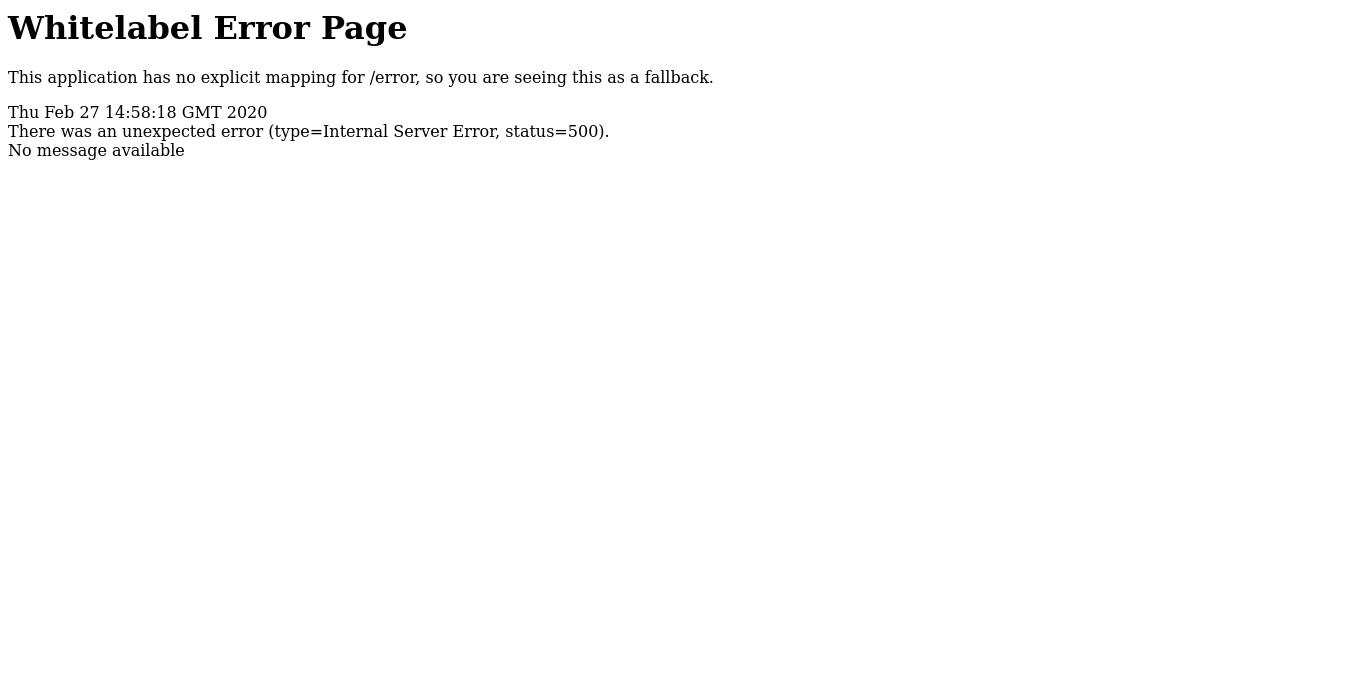 Whitelabel Error Page
This application has no explicit mapping for /error, so you are seeing this as a fallback.
Thu Feb 27 14:58:18 GMT 2020
There was an unexpected error (type=Internal Server Error, status=500).
No message available